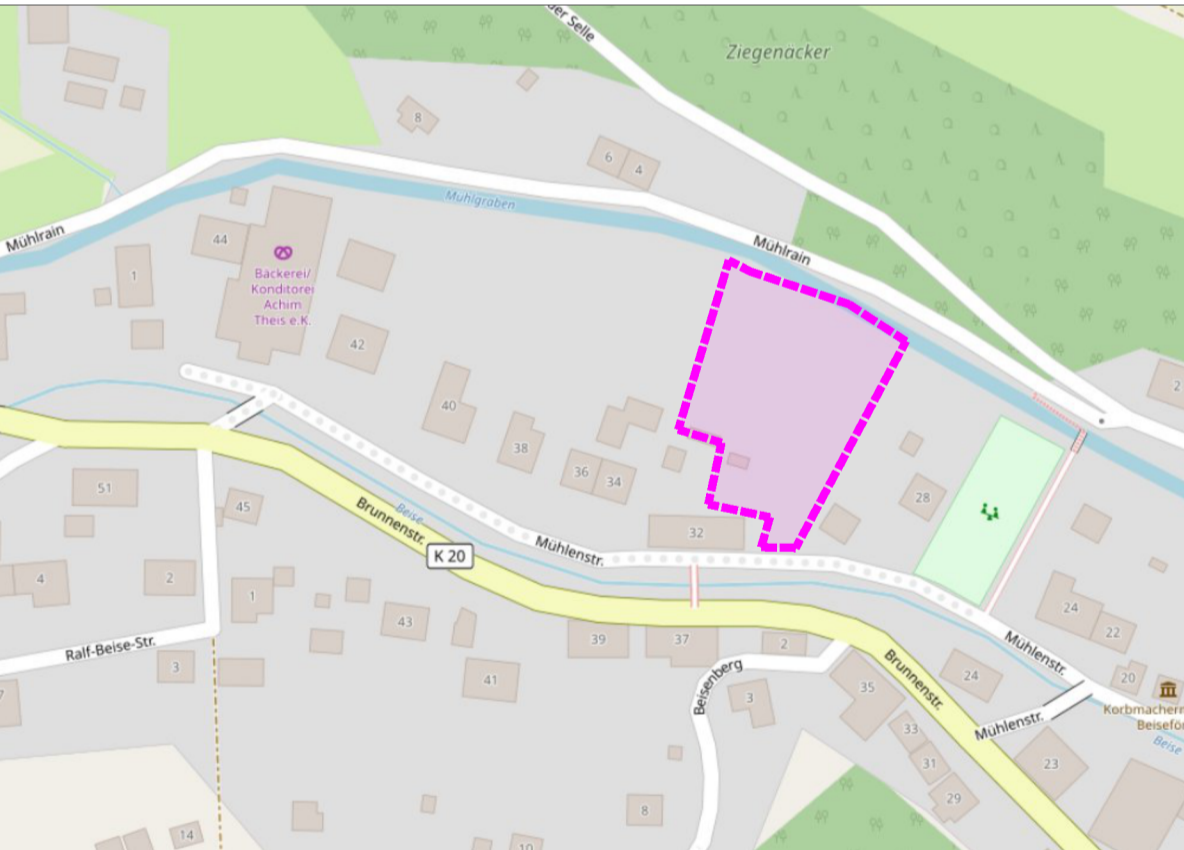 der Selle
Ziegenacker
8
6
4
Mühlgraben
Mühlrain
Mühlrain
44
1
Bäckerei/
Konditorei
Achim
Theis e.K.
42
2
40
38
36
34
28
51
45
Brunnenstr.
Beise
K 20
Mühlenstr.
32
4
2
1
43
39
37
2
24
22
Mühlenstr.
Ralf-Beise-Str.
3
41
Beisenberg
3
35
Brunnenstr.
24
20
7
33
Mühlenstr.
Beise
31
23
29
8
14
10